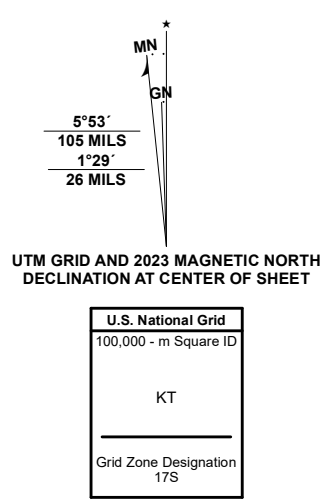 MN
GN
5°53´
105 MILS
1°29´
26 MILS
UTM GRID AND 2023 MAGNETIC NORTH
DECLINATION AT CENTER OF SHEET
U.S. National Grid
100,000 - m Square ID
KT
Grid Zone Designation
17S